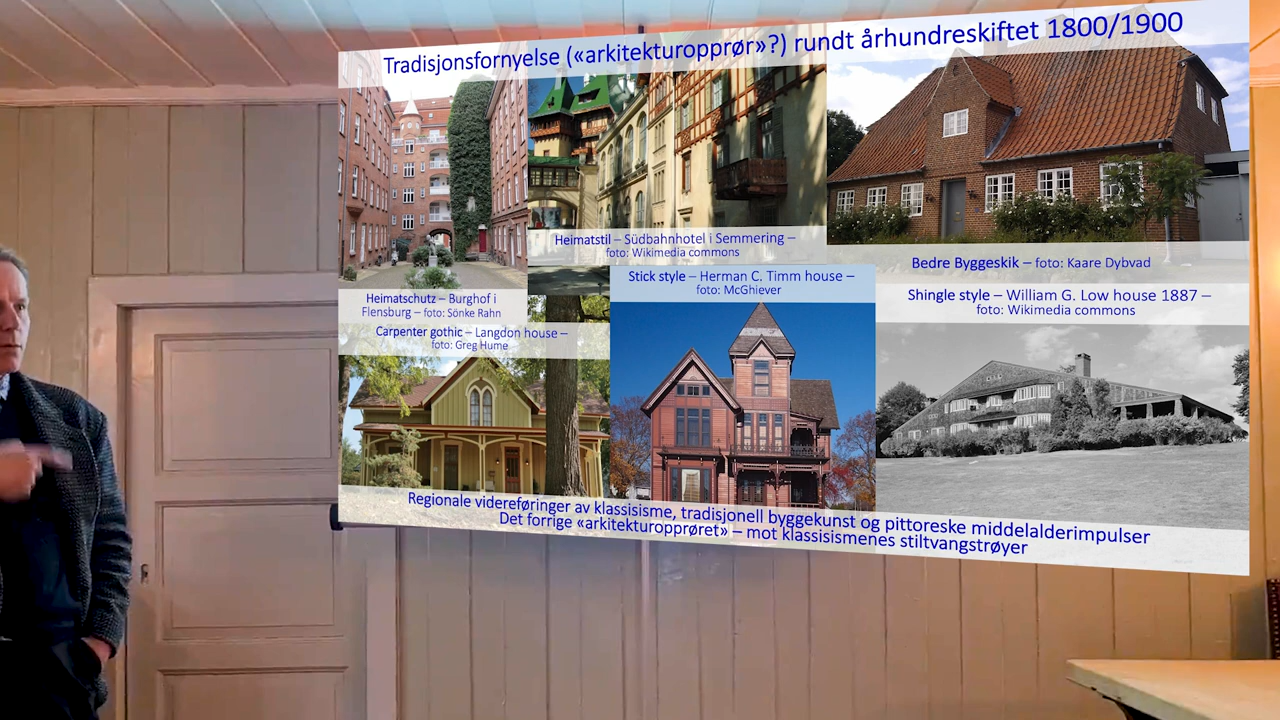 Tradisjonsfornyelse («arkitekturopprør»?) rundt århundreskiftet 1800/1900
Heimatstil – Südbahnhotel i Semmering –
foto: Wikimedia commons
Bedre Byggeskik – foto: Kaare Dybvad
Heimatschutz – Burghof i
Flensburg – foto: Sönke Rahn
Stick style – Herman C. Timm house –
foto: McGhiever
Shingle style – William G. Low house 1887 –
foto: Wikimedia commons
Carpenter gothic – Langdon house –
foto: Greg Hume
Regionale videreføringer av klassisisme, tradisjonell byggekunst og pittoreske middelalderimpulser
Det forrige «arkitekturopprøret» – mot klassisismenes stiltvangstrøyer